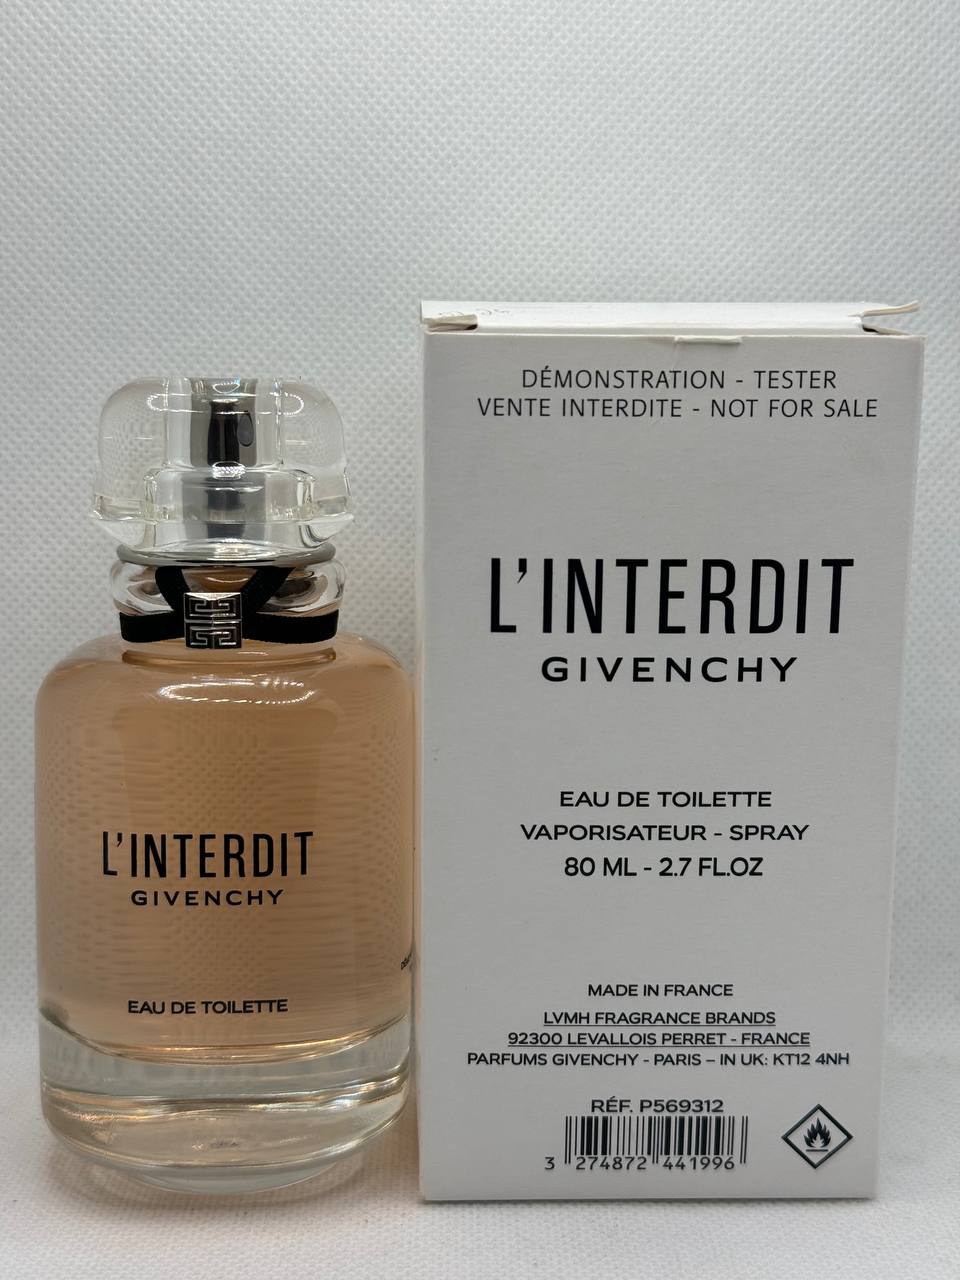 DÉMONSTRATION - TESTER
VENTE INTERDITE - NOT FOR SALE
L'INTERDIT
GIVENCHY
EAU DE TOILETTE
VAPORISATEUR - SPRAY
80 ML - 2.7 FL.OZ
MADE IN FRANCE
LVMH FRAGRANCE BRANDS
92300 LEVALLOIS PERRET - FRANCE
PARFUMS GIVENCHY - PARIS – IN UK: KT12 4NH
RÉF. P569312
3 274872 441996
L'INTERDIT
GIVENCHY
EAU DE TOILETTE